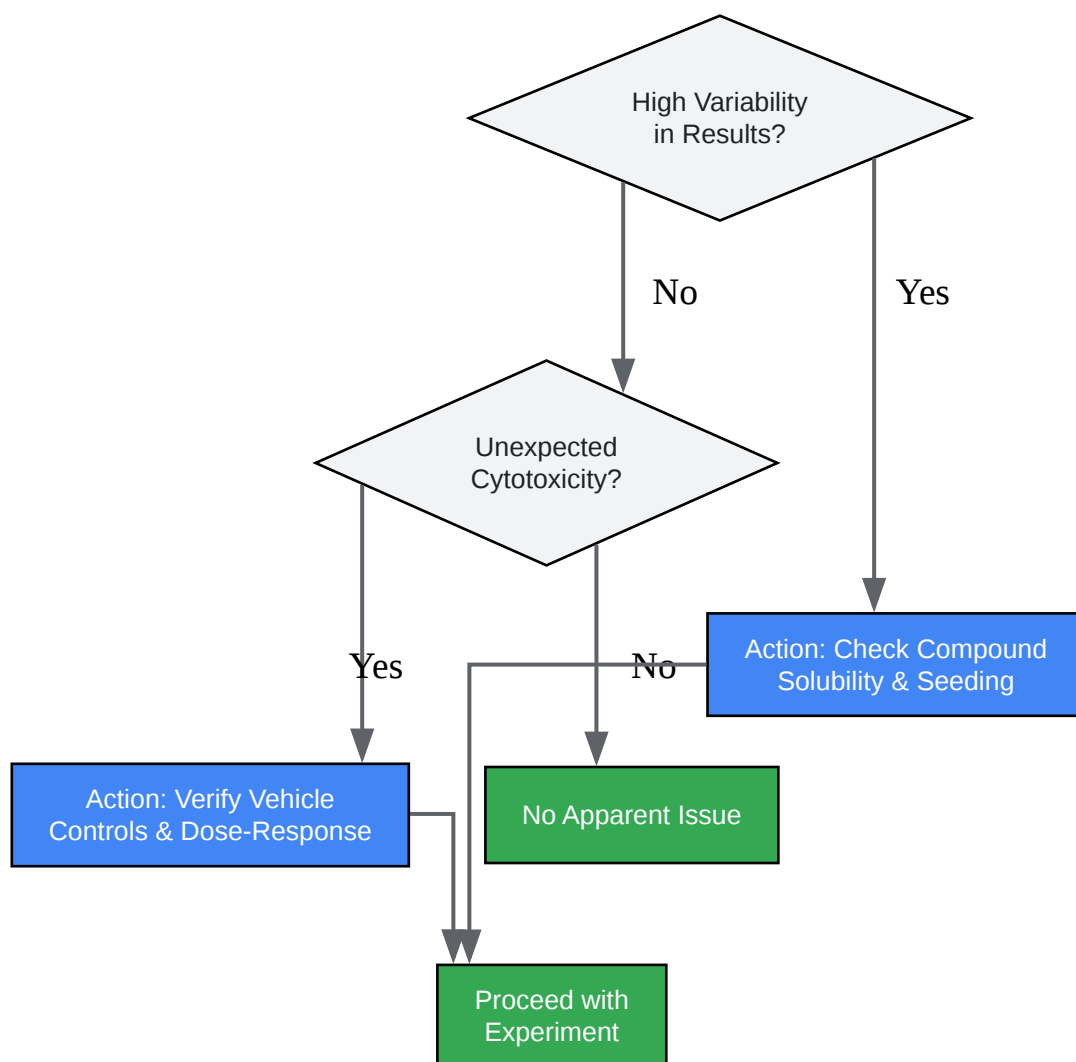 High Variability
in Results?
No
Yes
Unexpected
Cytotoxicity?
Yes
No
Action: Check Compound
Solubility & Seeding
Action: Verify Vehicle
Controls & Dose-Response
No Apparent Issue
Proceed with
Experiment